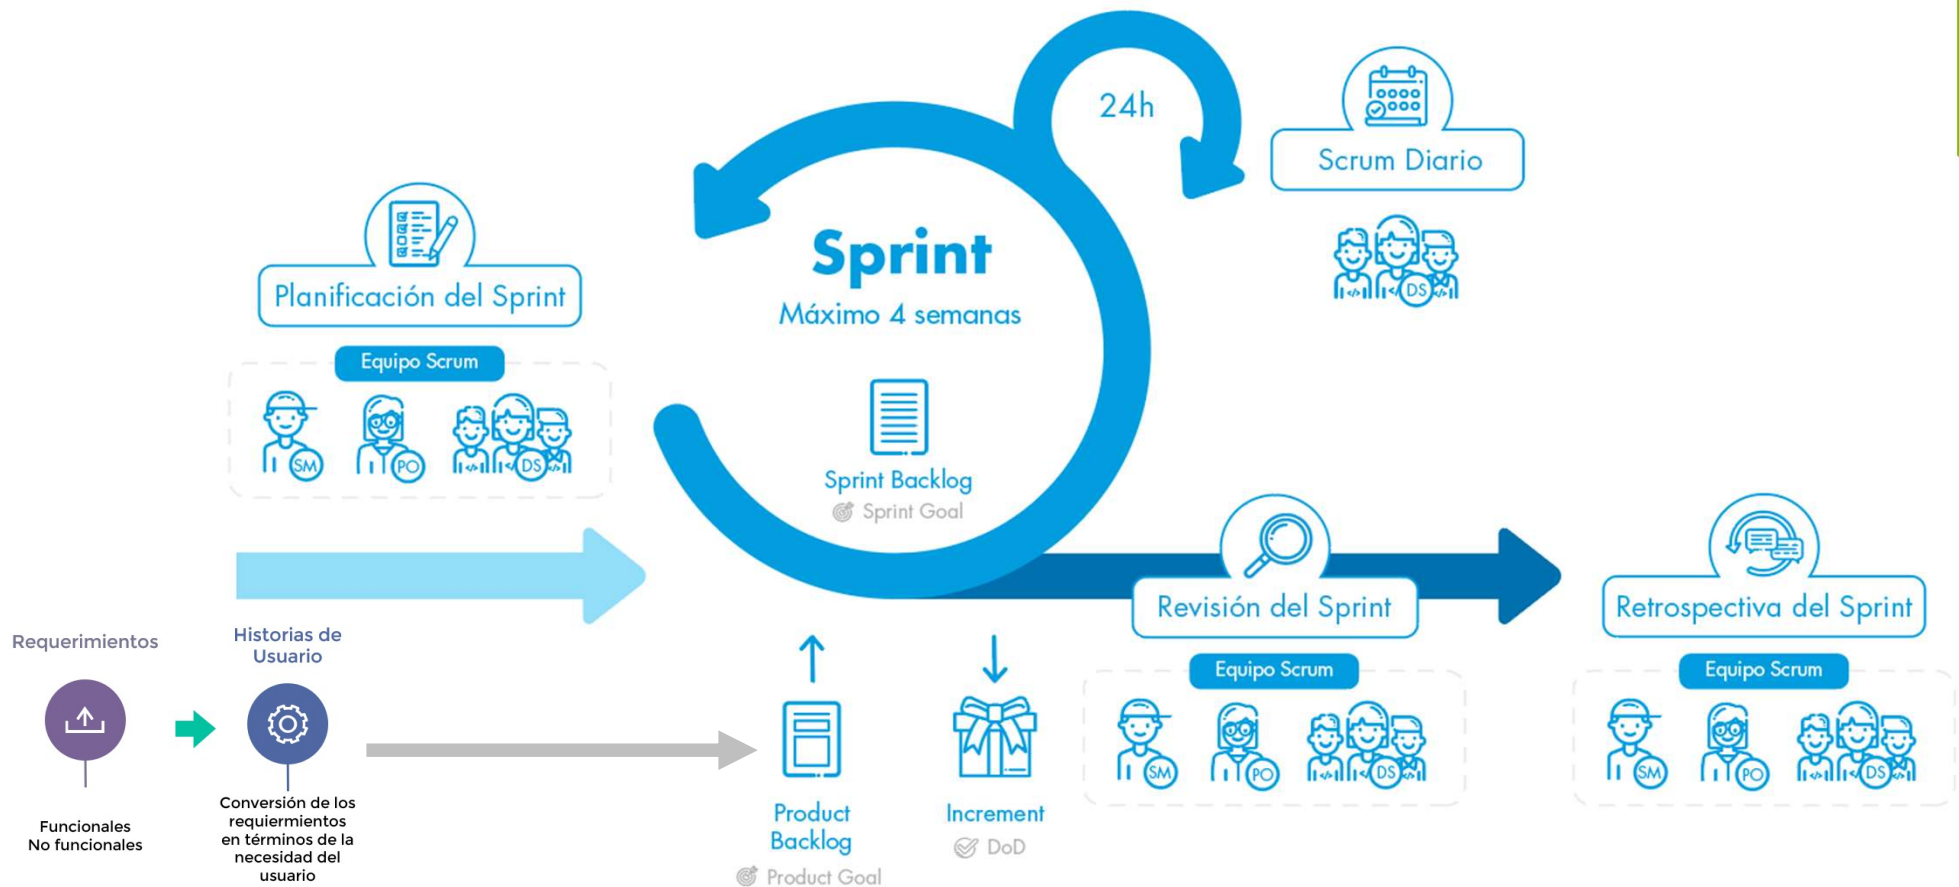 24h
Scrum Diario
DS
Sprint
Máximo 4 semanas
Sprint Backlog
Sprint Goal
Planificación del Sprint
Equipo Scrum
SM
PO
DS
Requerimientos
Funcionales
No funcionales
Historias de
Usuario
Conversión de los
requiermientos
en términos de la
necesidad del
usuario
Product
Backlog
Product Goal
Increment
DoD
Revisión del Sprint
Equipo Scrum
SM
PO
DS
Retrospectiva del Sprint
Equipo Scrum
SM
PO
DS